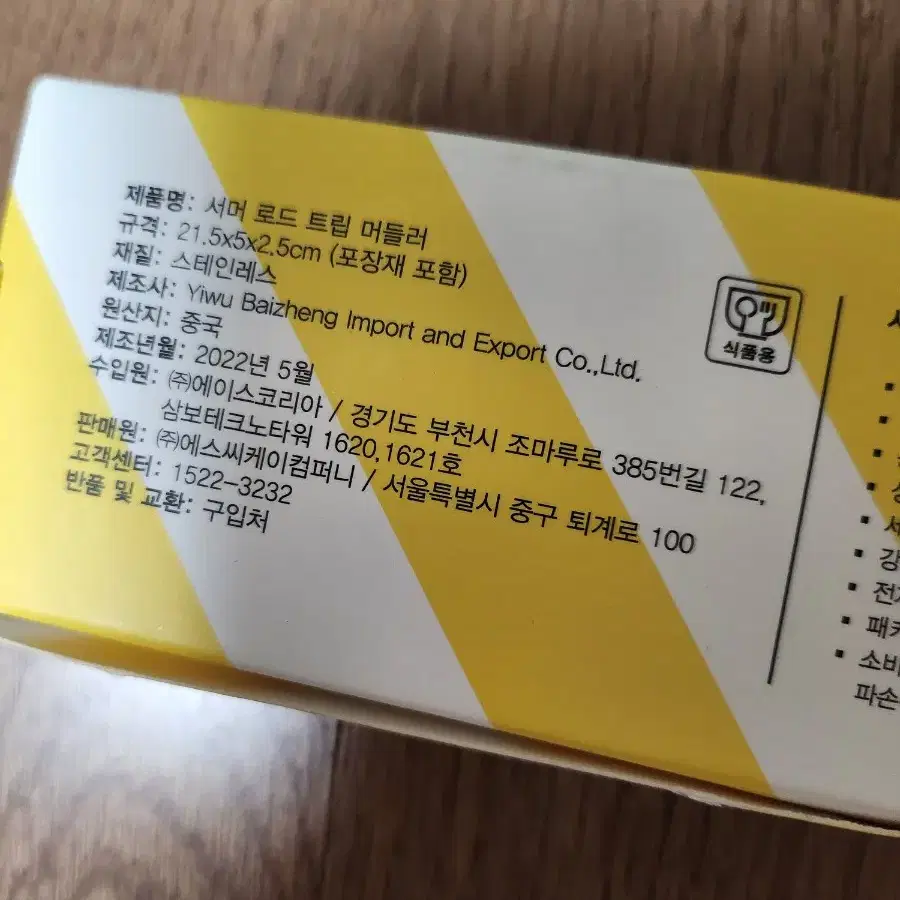 제품명: 서머 로드 트립 머들러
규격: 21.5x5x2.5cm (포장재 포함)
재질: 스테인레스
제조사: Yiwu Baizheng Import and Export Co.,Ltd.
원산지: 중국
제조년월: 2022년 5월
수입원: ㈜에이스코리아 / 경기도 부천시 조마루로 385번길 122,
삼보테크노타워 1620,1621호
판매원: ㈜에스씨케이컴퍼니 / 서울특별시 중구 퇴계로 100
고객센터: 1522-3232
반품 및 교환: 구입처
식품용
강
패키
소비
파손